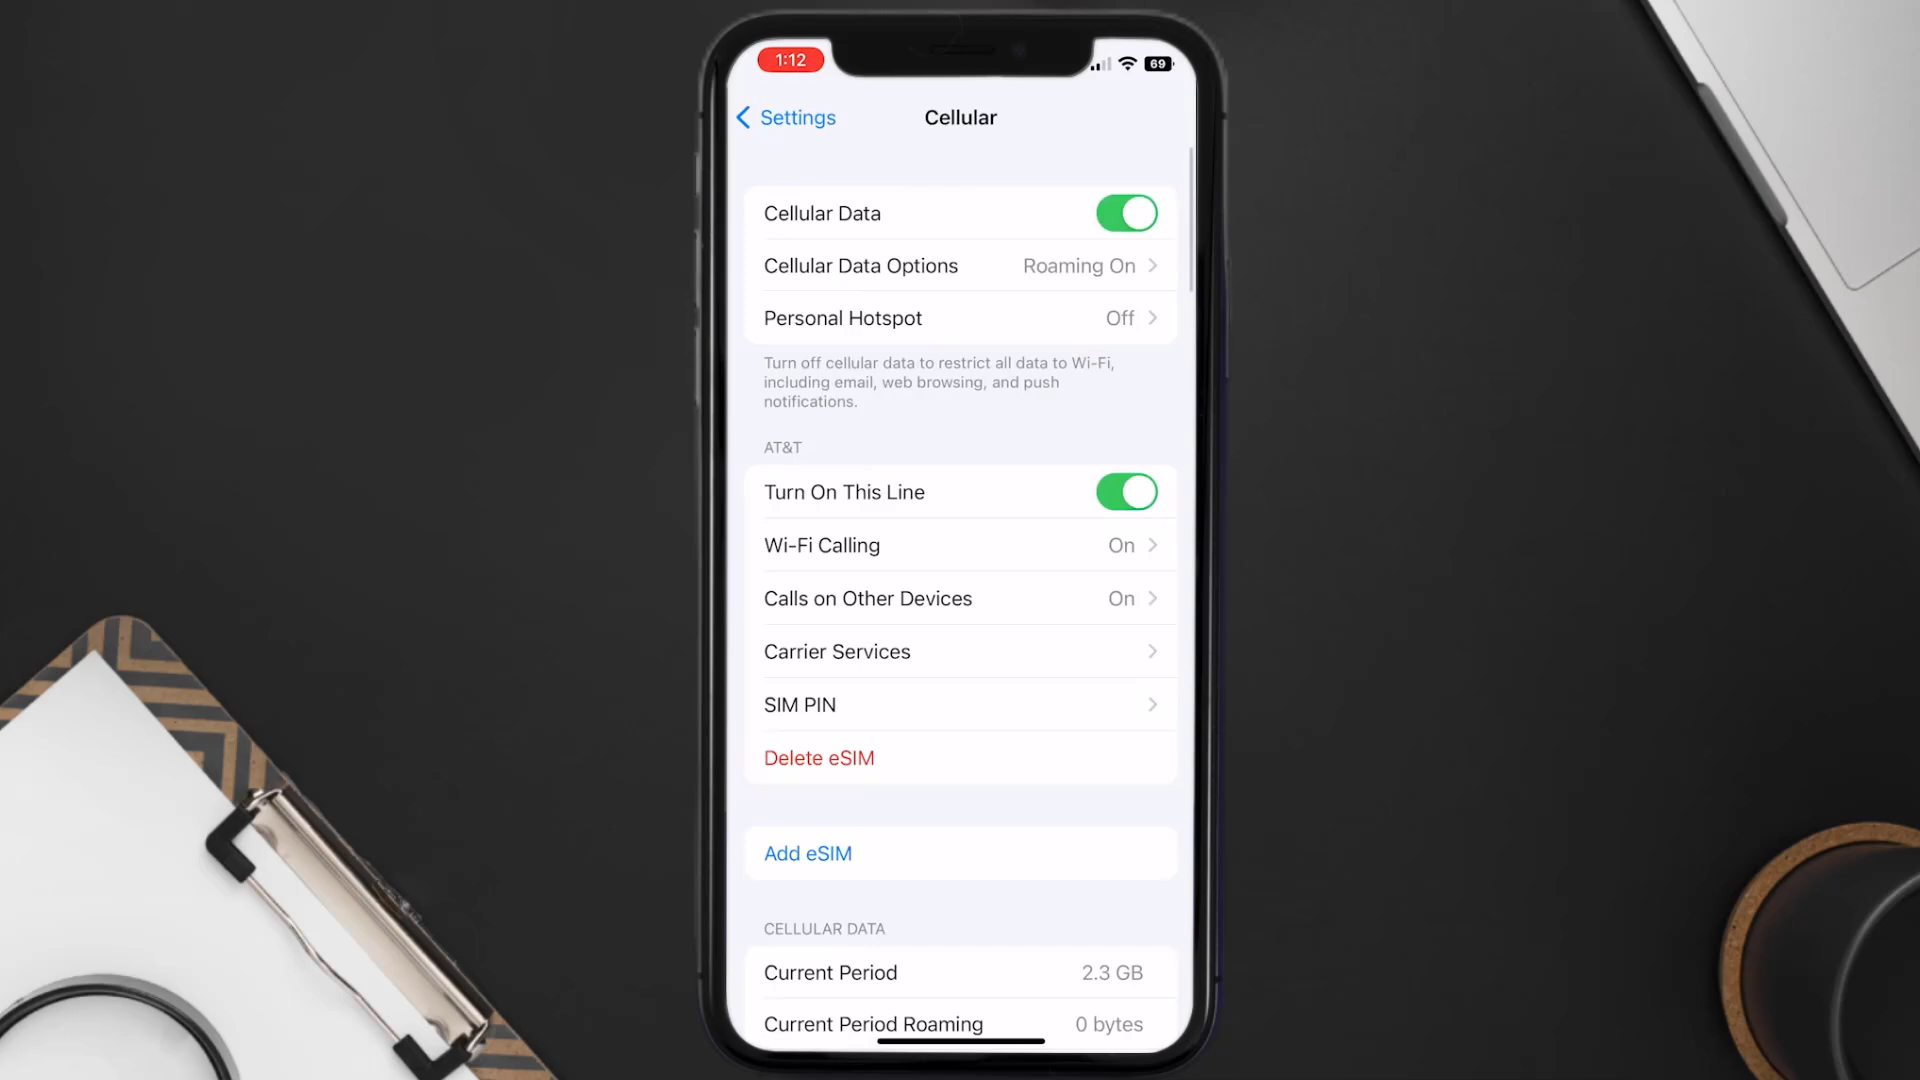 1:12
69
Settings
Cellular
Cellular Data
Cellular Data Options Roaming On
Personal Hotspot Off
Turn off cellular data to restrict all data to Wi-Fi,
including email, web browsing, and push
notifications.
AT&T
Turn On This Line
Wi-Fi Calling On
Calls on Other Devices On
Carrier Services
SIM PIN
Delete eSIM
Add eSIM
CELLULAR DATA
Current Period 2.3 GB
Current Period Roaming 0 bytes